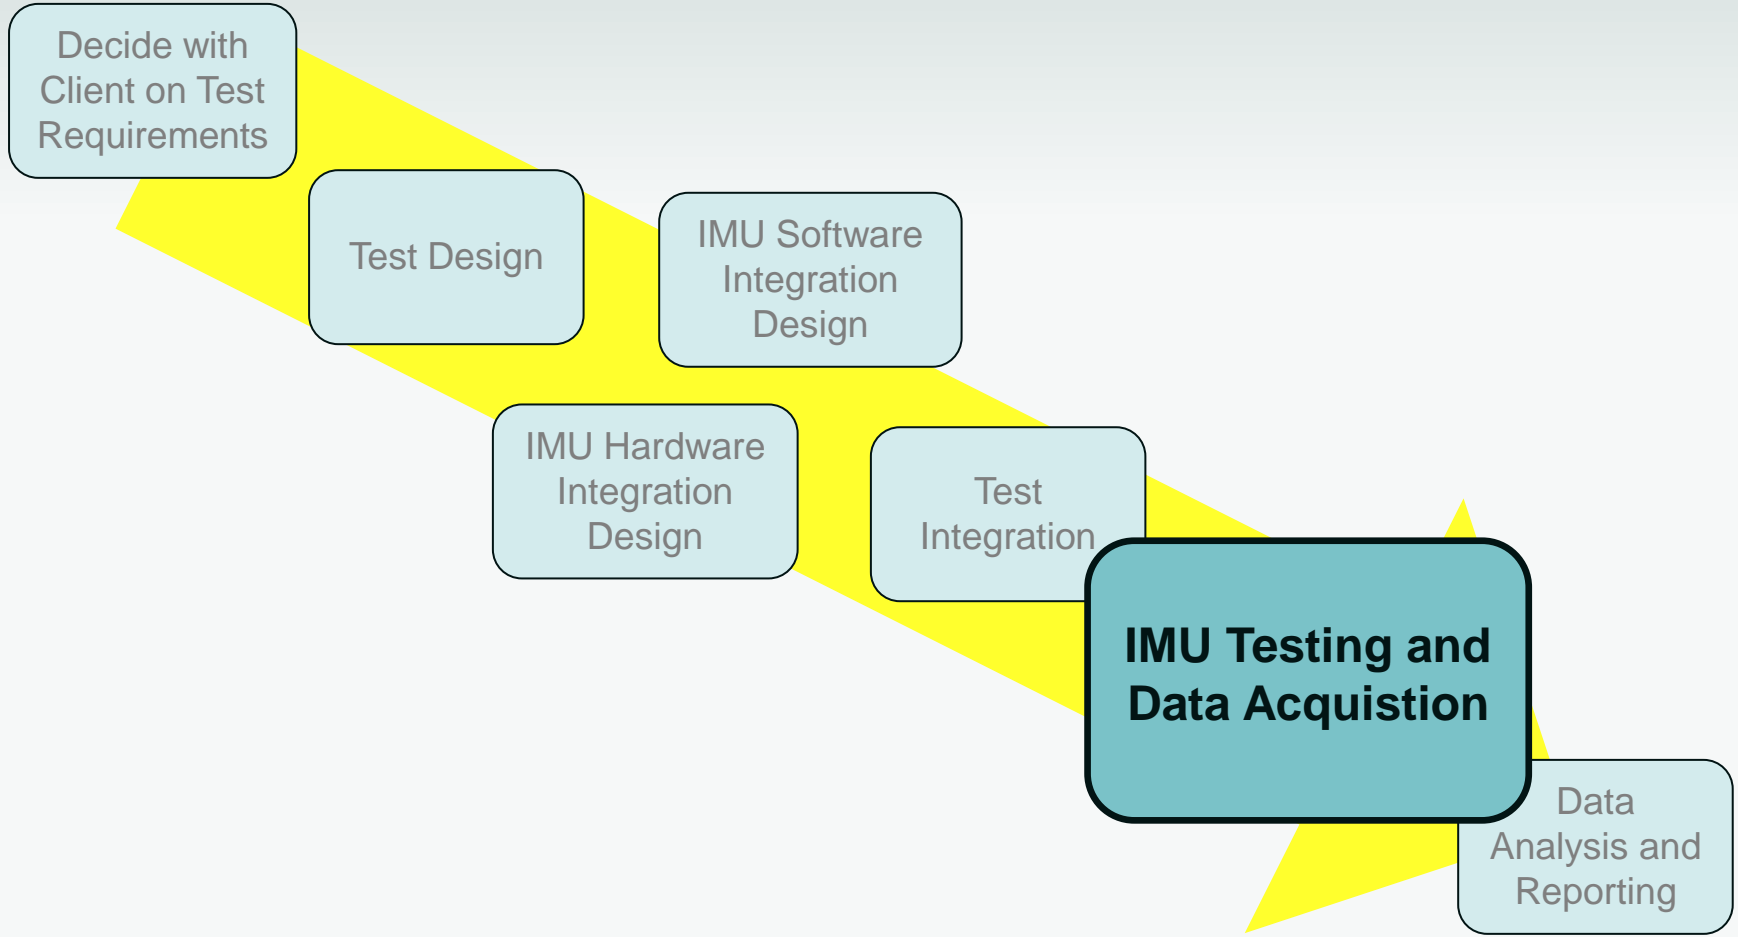 Decide with
Client on Test
Requirements
Test Design
IMU Software
Integration
Design
IMU Hardware
Integration
Design
Test
Integration
IMU Testing and
Data Acquistion
Data
Analysis and
Reporting